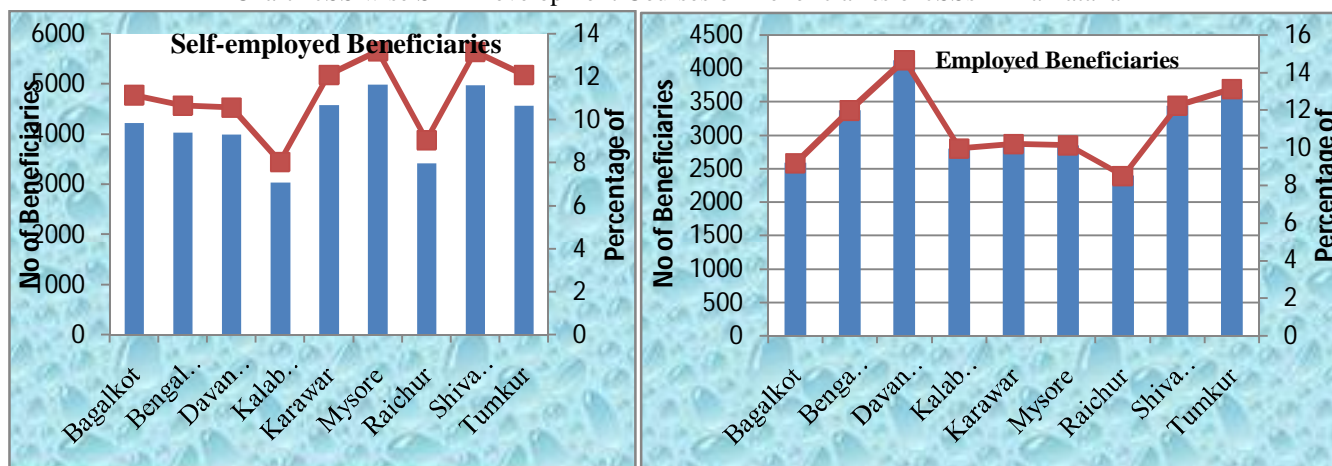 Self-employed Beneficiaries
No of Beneficiaries
6000
5000
4000
3000
2000
1000
0
Percentage of
14
12
10
8
6
4
2
0
Bagalkot
Bengal..
Davan..
Kalab..
Karawar
Mysore
Raichur
Shiva..
Tumkur
Employed Beneficiaries
No of Beneficiaries
4500
4000
3500
3000
2500
2000
1500
1000
500
0
Percentage of
16
14
12
10
8
6
4
2
0
Bagalkot
Benga…
Davan…
Kalab…
Karawar
Mysore
Raichur
Shiva…
Tumkur